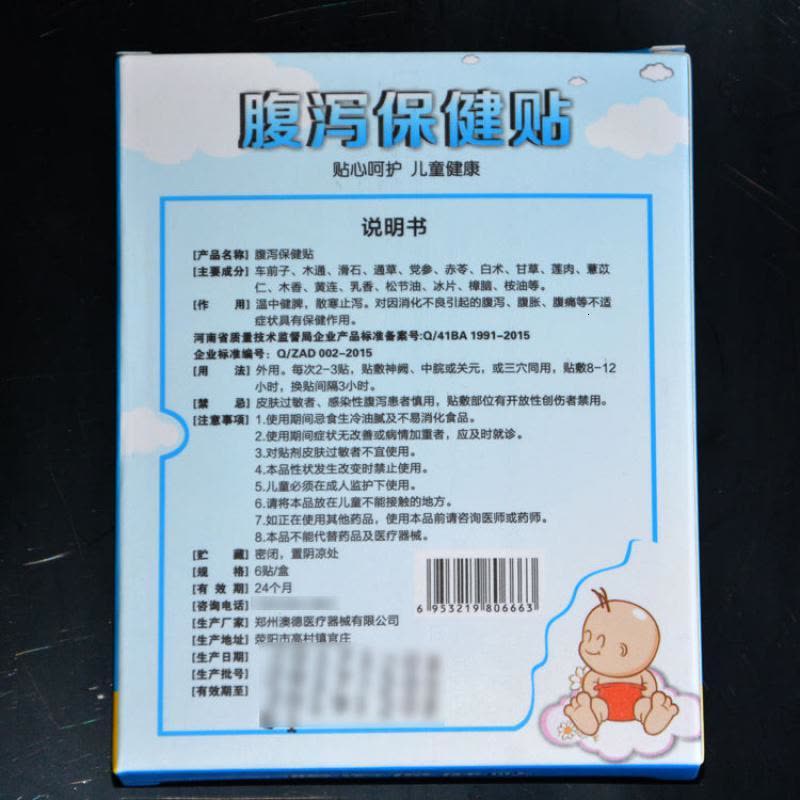 腹泻保健贴
贴心呵护 儿童健康
说明书
[产品名称] 腹泻保健贴
[主要成分] 车前子、木通、滑石、通草、党参、赤苓、白术、甘草、莲肉、薏苡
仁、木香、黄连、乳香、松节油、冰片、樟脑、桉油等。
[作 用] 温中健脾，散寒止泻。对因消化不良引起的腹泻、腹胀、腹痛等不适
症状具有保健作用。
河南省质量技术监督局企业产品标准备案号:Q/41BA 1991-2015
企业标准编号：Q/ZAD 002-2015
[用 法] 外用。每次2-3贴，贴敷神阙、中脘或关元，或三穴同用，贴敷8-12
小时，换贴间隔3小时。
[禁 忌] 皮肤过敏者、感染性腹泻患者慎用，贴敷部位有开放性创伤者禁用。
[注意事项] 1.使用期间忌食生冷油腻及不易消化食品。
2.使用期间症状无改善或病情加重者，应及时就诊。
3.对贴剂皮肤过敏者不宜使用。
4.本品性状发生改变时禁止使用。
5.儿童必须在成人监护下使用。
6.请将本品放在儿童不能接触的地方。
7.如正在使用其他药品，使用本品前请咨询医师或药师。
8.本品不能代替药品及医疗器械。
[贮 藏] 密闭，置阴凉处
[规 格] 6贴/盒
[有 效 期] 24个月
[咨询电话]
[生产厂家] 郑州澳德医疗器械有限公司
[生产地址] 荥阳市高村镇官庄
[生产日期]
[生产批号]
[有效期至]
6 953219 806663